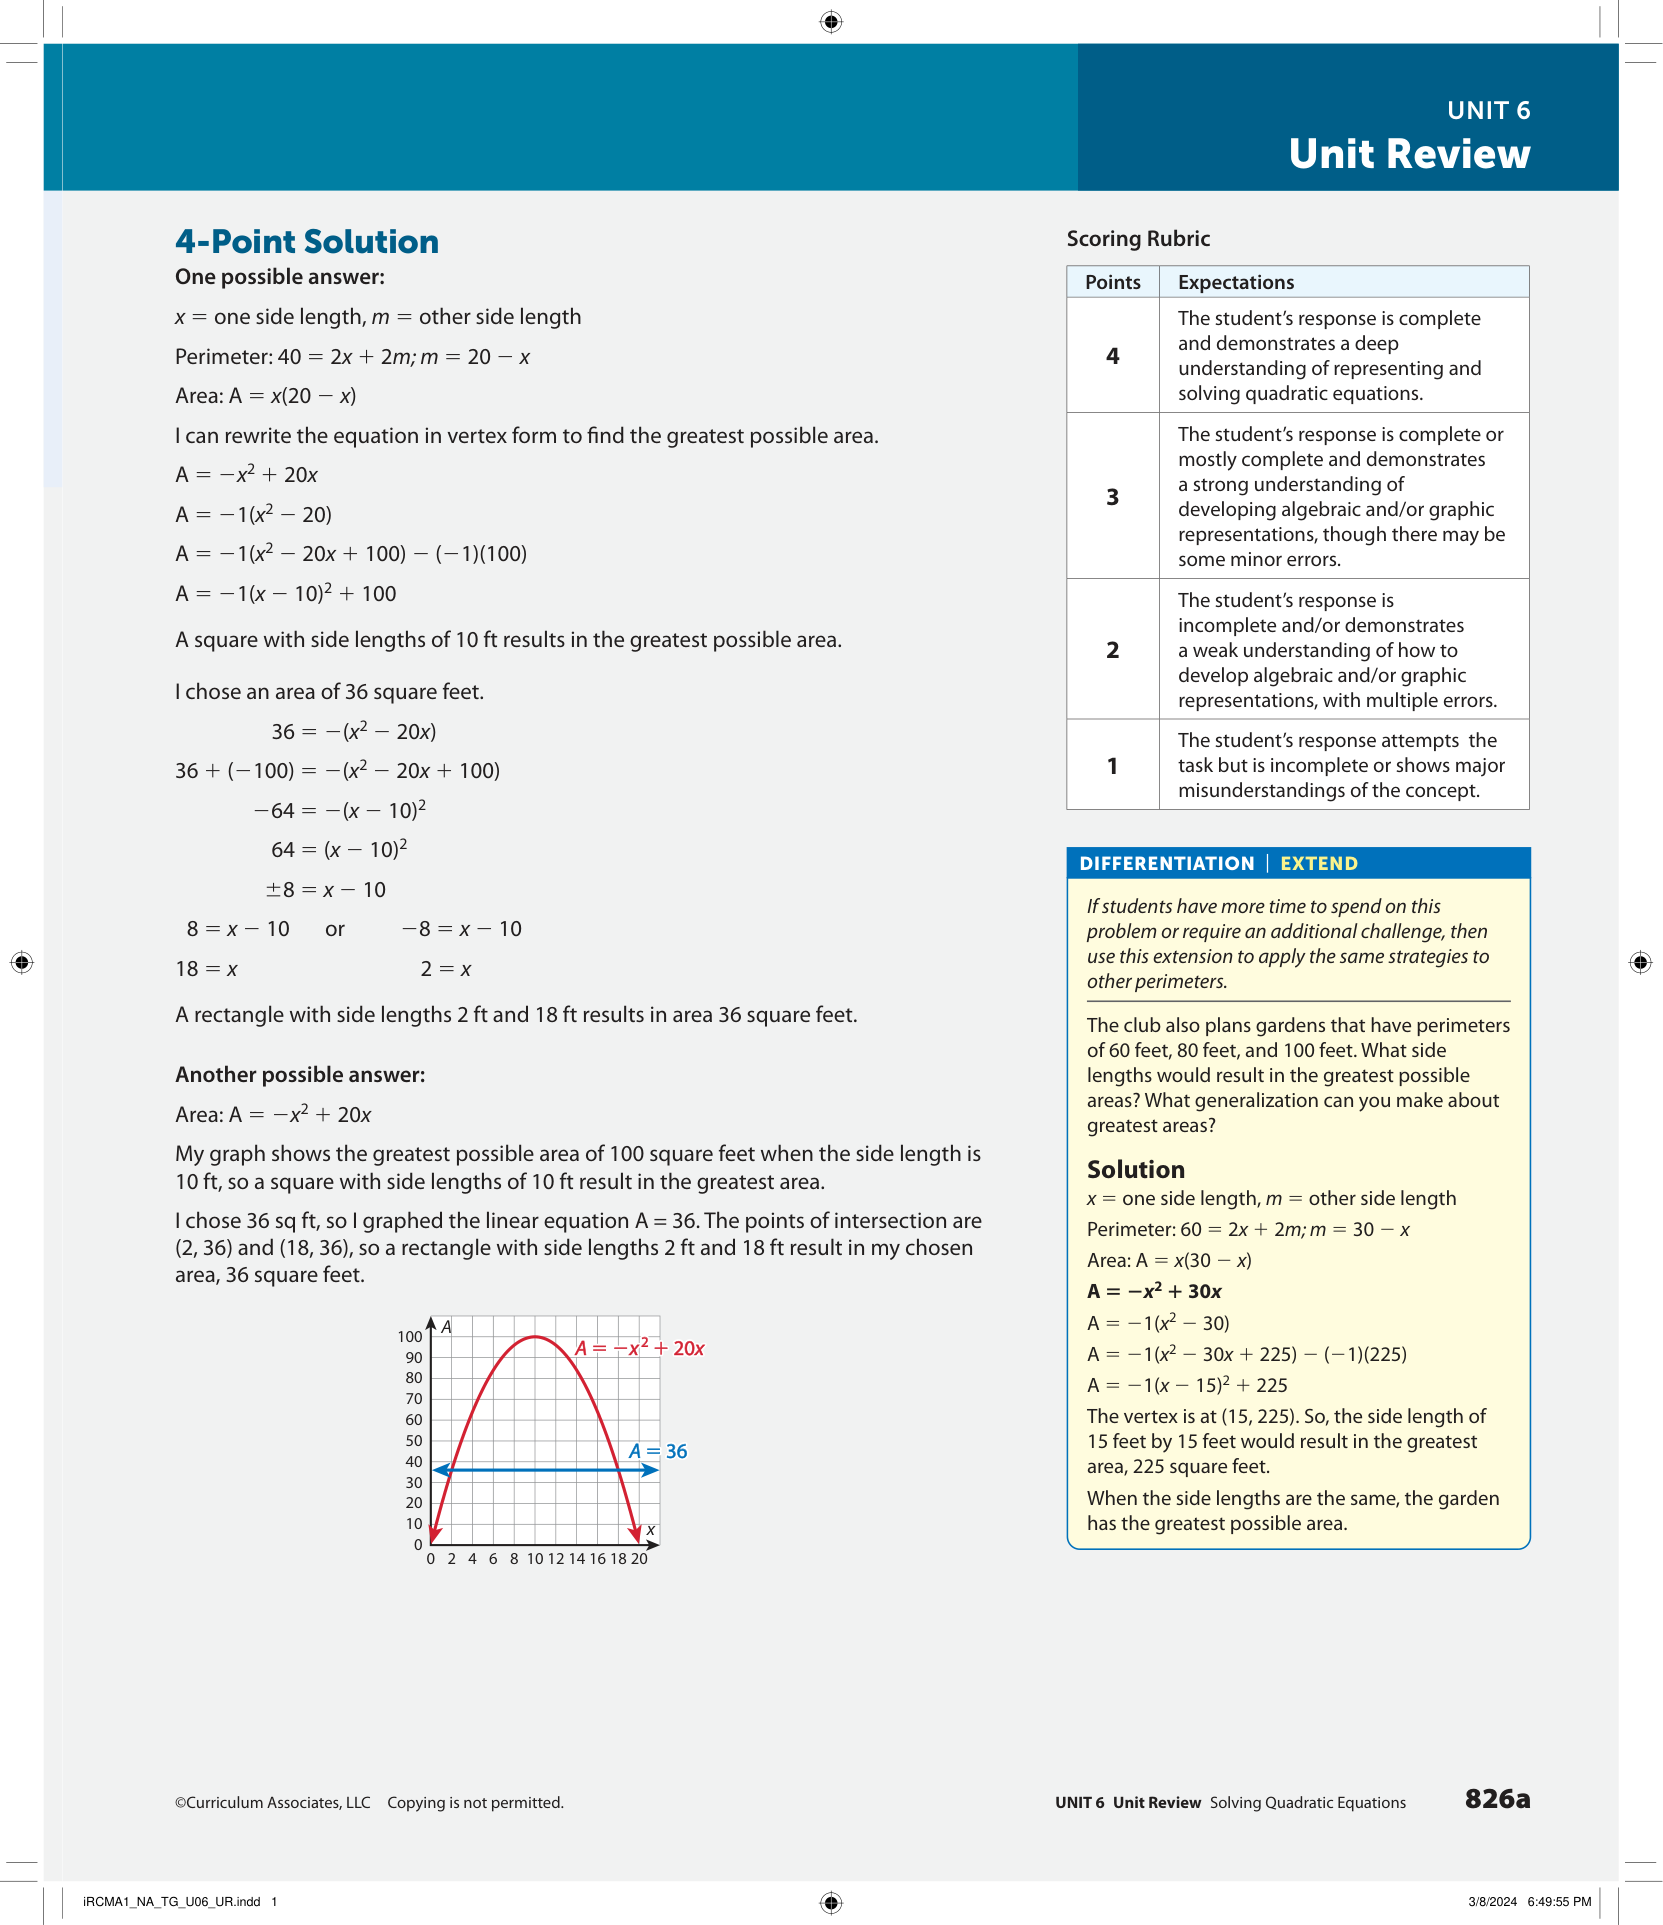 UNIT 6
Unit Review
4-Point Solution
One possible answer:
x = one side length, m = other side length
Perimeter: 40 = 2x + 2m; m = 20 − x
Area: A = x(20 − x)
I can rewrite the equation in vertex form to find the greatest possible area.
A = −x² + 20x
A = −1(x² − 20)
A = −1(x² − 20x + 100) − (−1)(100)
A = −1(x − 10)² + 100
A square with side lengths of 10 ft results in the greatest possible area.
I chose an area of 36 square feet.
36 = −(x² − 20x)
36 + (−100) = −(x² − 20x + 100)
−64 = −(x − 10)²
64 = (x − 10)²
±8 = x − 10
8 = x − 10 or −8 = x − 10
18 = x 2 = x
A rectangle with side lengths 2 ft and 18 ft results in area 36 square feet.
Another possible answer:
Area: A = −x² + 20x
My graph shows the greatest possible area of 100 square feet when the side length is
10 ft, so a square with side lengths of 10 ft result in the greatest area.
I chose 36 sq ft, so I graphed the linear equation A = 36. The points of intersection are
(2, 36) and (18, 36), so a rectangle with side lengths 2 ft and 18 ft result in my chosen
area, 36 square feet.
A
100
90
80
70
60
50
40
30
20
10
0
A = −x² + 20x
A = 36
x
0 2 4 6 8 10 12 14 16 18 20
Scoring Rubric
Points Expectations
4
The student's response is complete
and demonstrates a deep
understanding of representing and
solving quadratic equations.
3
The student's response is complete or
mostly complete and demonstrates
a strong understanding of
developing algebraic and/or graphic
representations, though there may be
some minor errors.
2
The student's response is
incomplete and/or demonstrates
a weak understanding of how to
develop algebraic and/or graphic
representations, with multiple errors.
1
The student's response attempts the
task but is incomplete or shows major
misunderstandings of the concept.
DIFFERENTIATION | EXTEND
If students have more time to spend on this
problem or require an additional challenge, then
use this extension to apply the same strategies to
other perimeters.
The club also plans gardens that have perimeters
of 60 feet, 80 feet, and 100 feet. What side
lengths would result in the greatest possible
areas? What generalization can you make about
greatest areas?
Solution
x = one side length, m = other side length
Perimeter: 60 = 2x + 2m; m = 30 − x
Area: A = x(30 − x)
A = −x² + 30x
A = −1(x² − 30)
A = −1(x² − 30x + 225) − (−1)(225)
A = −1(x − 15)² + 225
The vertex is at (15, 225). So, the side length of
15 feet by 15 feet would result in the greatest
area, 225 square feet.
When the side lengths are the same, the garden
has the greatest possible area.
©Curriculum Associates, LLC Copying is not permitted.
UNIT 6 Unit Review Solving Quadratic Equations 826a
iRCMA1_NA_TG_U06_UR.indd 1
3/8/2024 6:49:55 PM